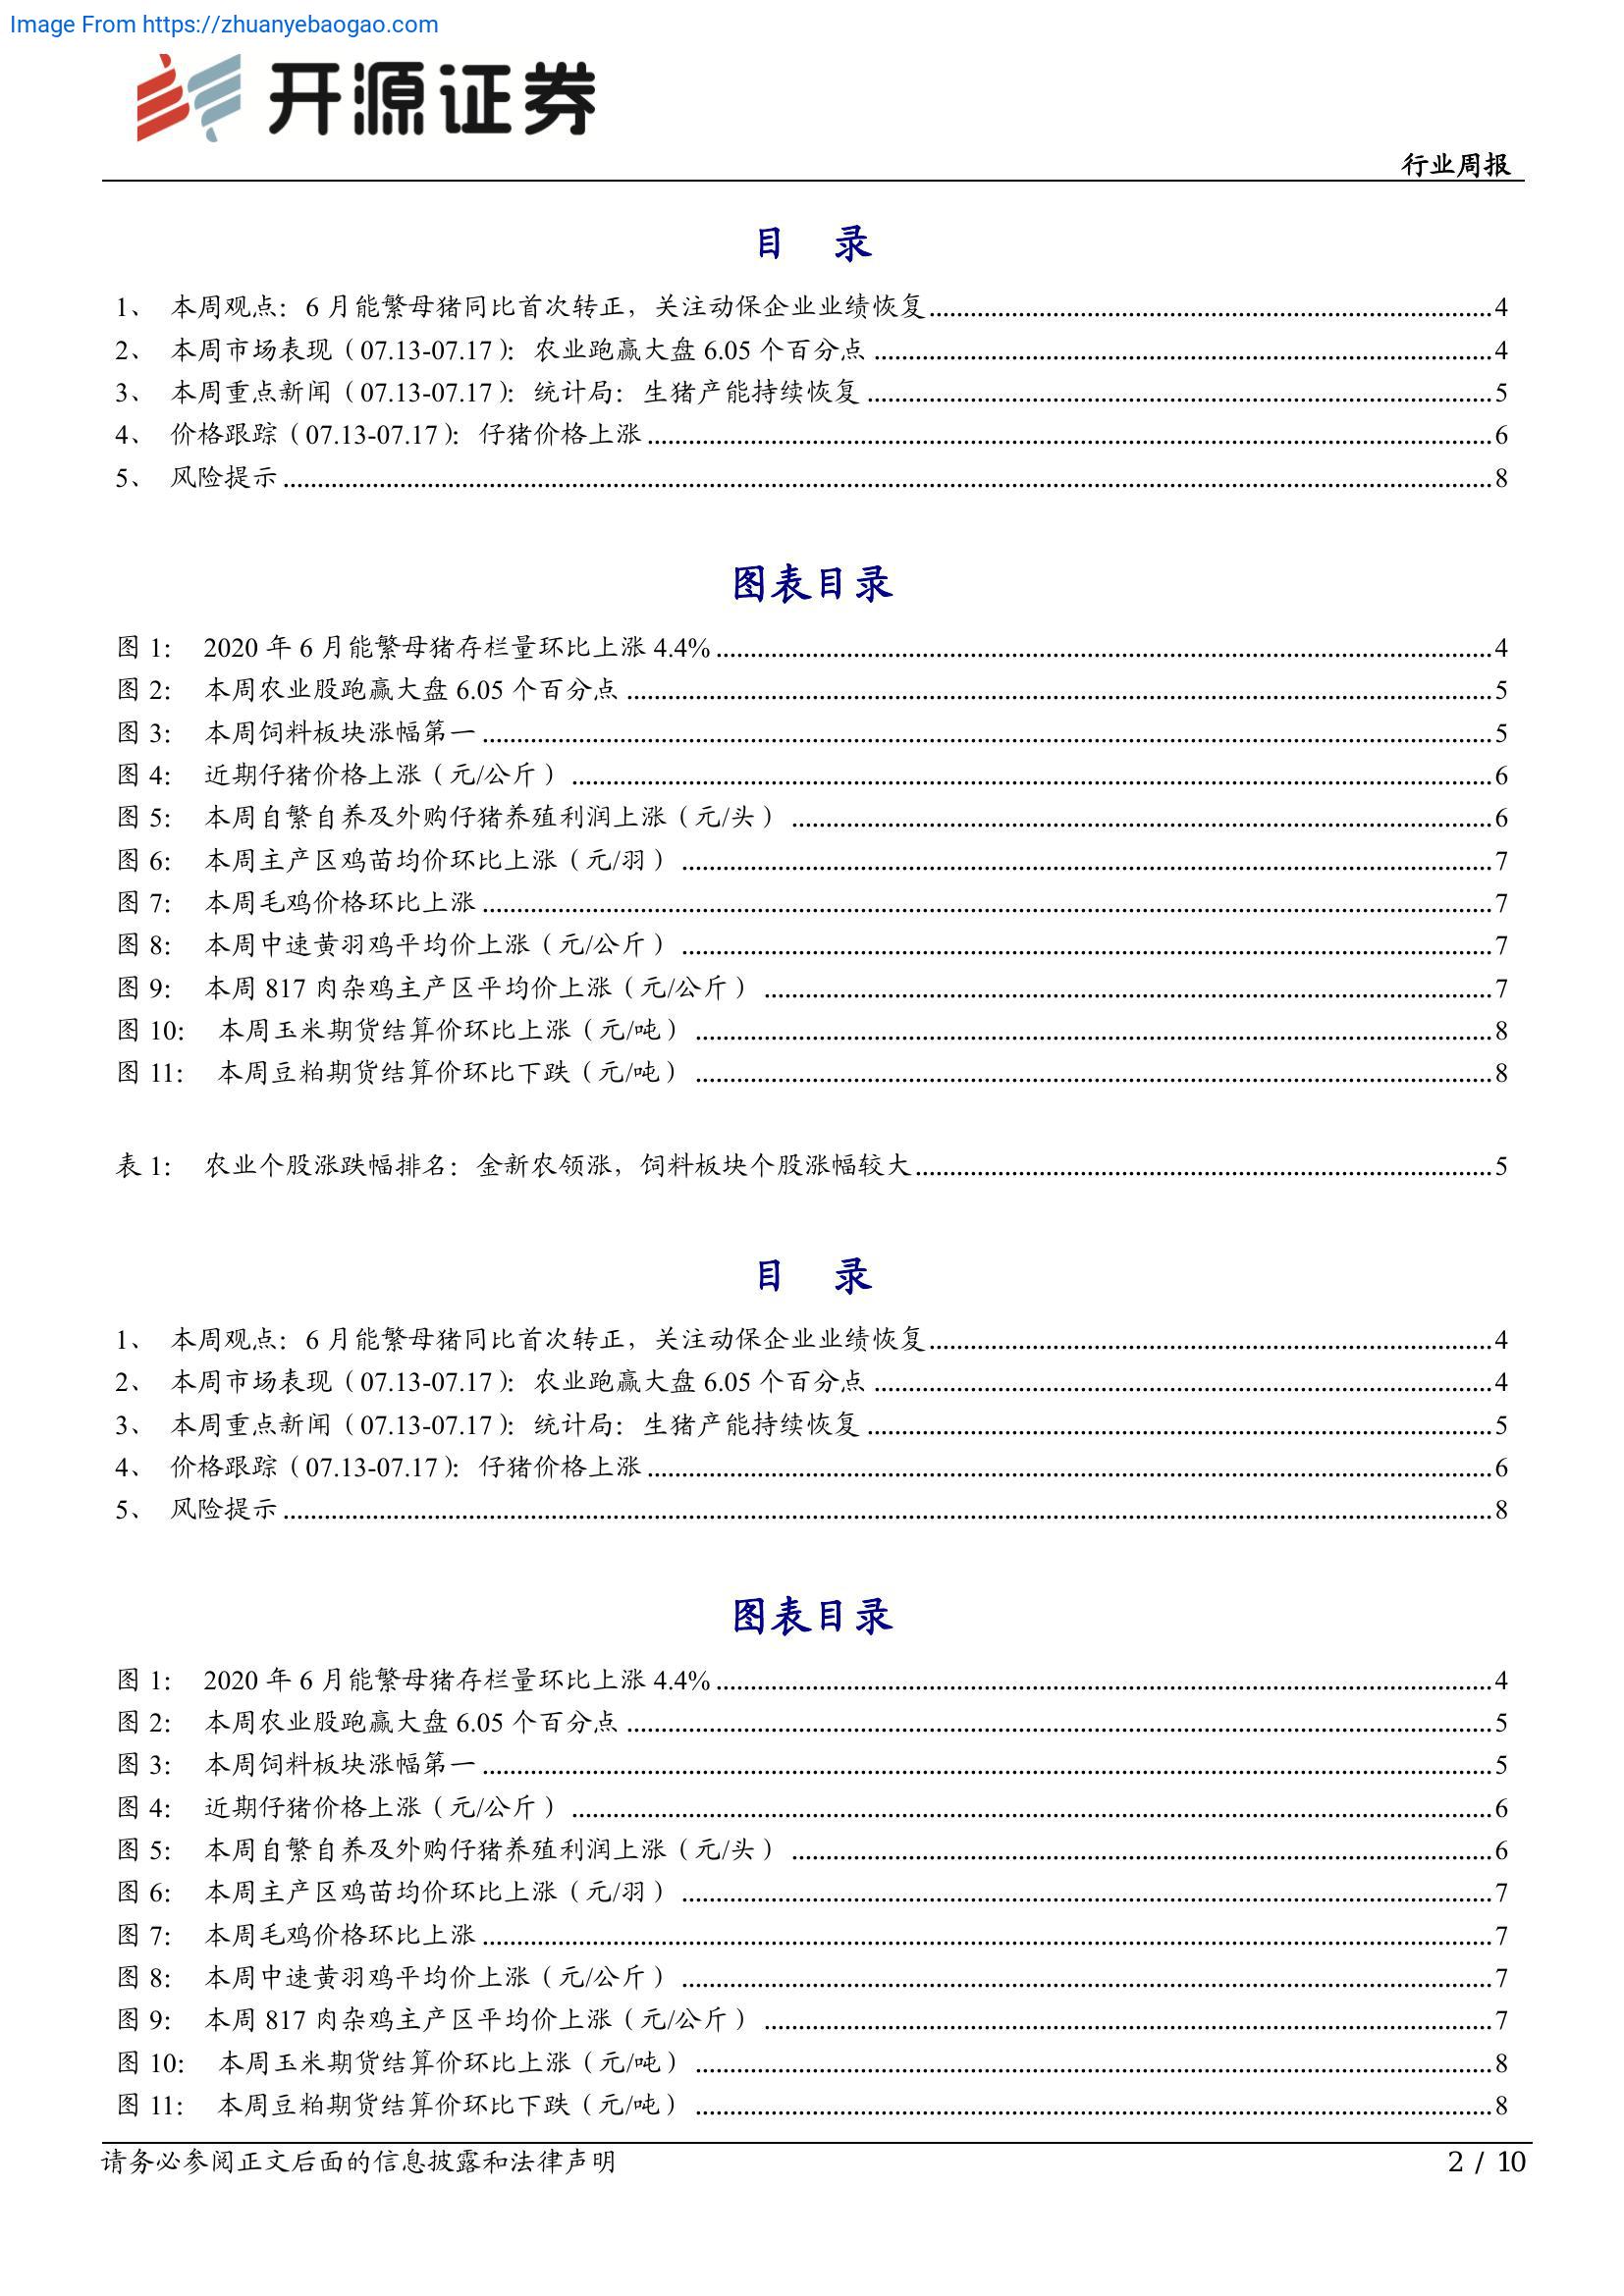 Image From https://zhuanyebaogao.com
开源证券
行业周报
目 录
1、 本周观点：6 月能繁母猪同比首次转正，关注动保企业业绩恢复 4
2、 本周市场表现（07.13-07.17）：农业跑赢大盘 6.05 个百分点 4
3、 本周重点新闻（07.13-07.17）：统计局：生猪产能持续恢复 5
4、 价格跟踪（07.13-07.17）：仔猪价格上涨 6
5、 风险提示 8
图表目录
图 1： 2020 年 6 月能繁母猪存栏量环比上涨 4.4% 4
图 2： 本周农业股跑赢大盘 6.05 个百分点 5
图 3： 本周饲料板块涨幅第一 5
图 4： 近期仔猪价格上涨（元/公斤） 6
图 5： 本周自繁自养及外购仔猪养殖利润上涨（元/头） 6
图 6： 本周主产区鸡苗均价环比上涨（元/羽） 7
图 7： 本周毛鸡价格环比上涨 7
图 8： 本周中速黄羽鸡平均价上涨（元/公斤） 7
图 9： 本周 817 肉杂鸡主产区平均价上涨（元/公斤） 7
图 10： 本周玉米期货结算价环比上涨（元/吨） 8
图 11： 本周豆粕期货结算价环比下跌（元/吨） 8
表 1： 农业个股涨跌幅排名：金新农领涨，饲料板块个股涨幅较大 5
目 录
1、 本周观点：6 月能繁母猪同比首次转正，关注动保企业业绩恢复 4
2、 本周市场表现（07.13-07.17）：农业跑赢大盘 6.05 个百分点 4
3、 本周重点新闻（07.13-07.17）：统计局：生猪产能持续恢复 5
4、 价格跟踪（07.13-07.17）：仔猪价格上涨 6
5、 风险提示 8
图表目录
图 1： 2020 年 6 月能繁母猪存栏量环比上涨 4.4% 4
图 2： 本周农业股跑赢大盘 6.05 个百分点 5
图 3： 本周饲料板块涨幅第一 5
图 4： 近期仔猪价格上涨（元/公斤） 6
图 5： 本周自繁自养及外购仔猪养殖利润上涨（元/头） 6
图 6： 本周主产区鸡苗均价环比上涨（元/羽） 7
图 7： 本周毛鸡价格环比上涨 7
图 8： 本周中速黄羽鸡平均价上涨（元/公斤） 7
图 9： 本周 817 肉杂鸡主产区平均价上涨（元/公斤） 7
图 10： 本周玉米期货结算价环比上涨（元/吨） 8
图 11： 本周豆粕期货结算价环比下跌（元/吨） 8
请务必参阅正文后面的信息披露和法律声明 2 / 10